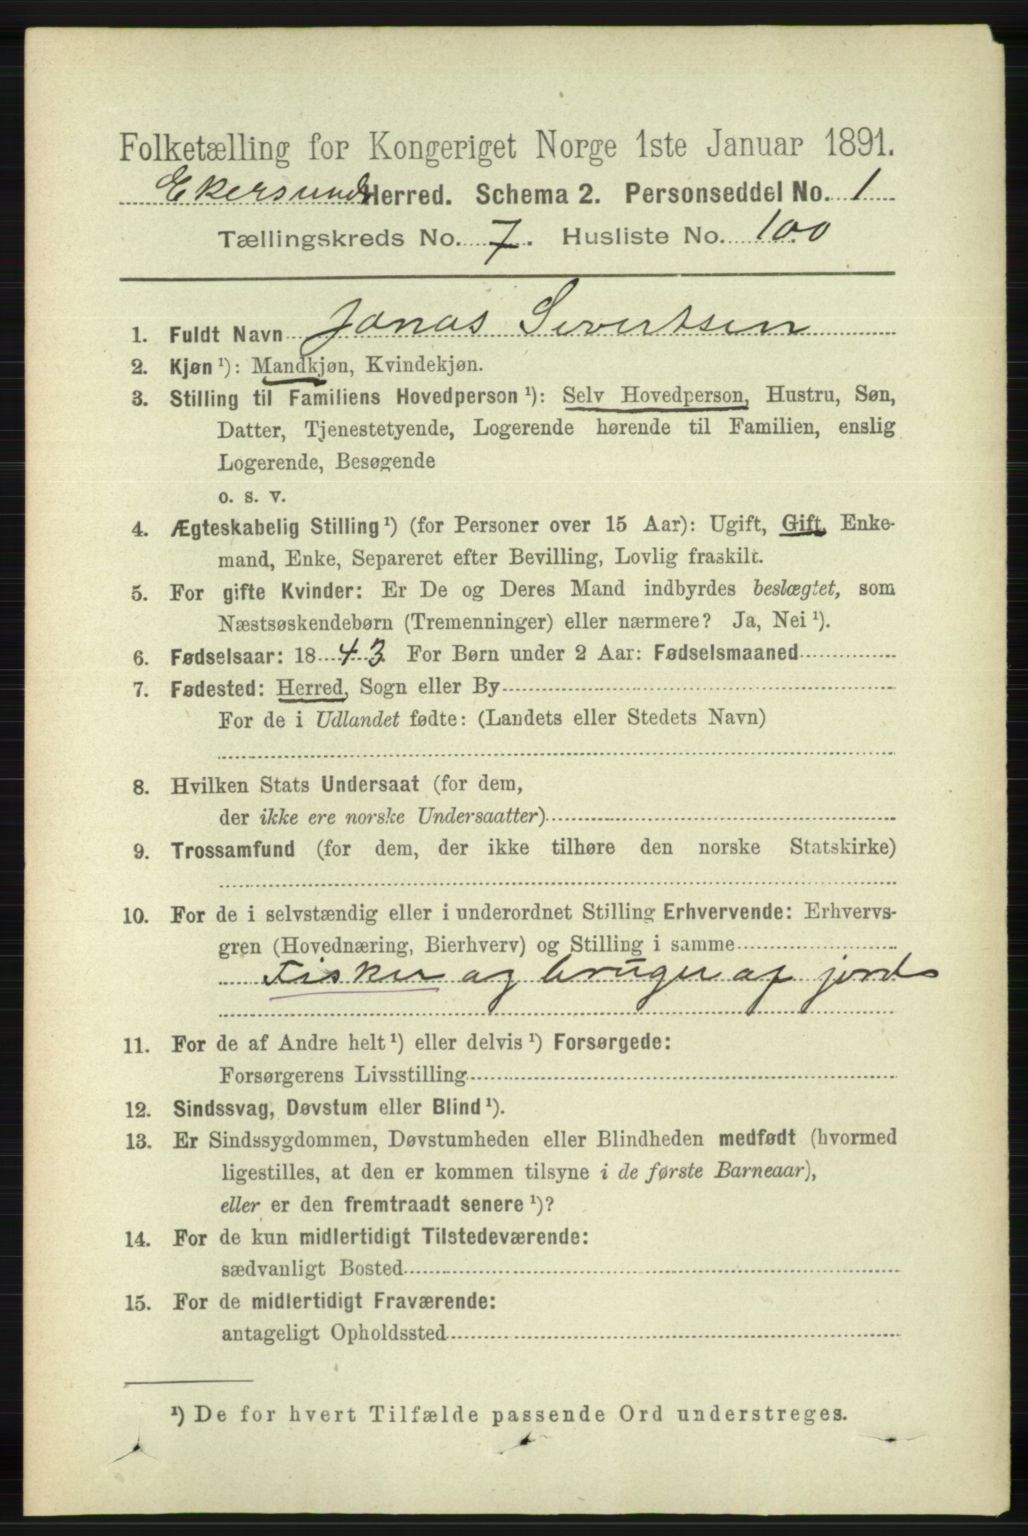 Folketælling for Kongeriget Norge 1ste Januar 1891.
Ekersunds Herred. Schema 2. Personseddel No. 1
Tællingskreds No. 7. Husliste No. 100
1. Fuldt Navn Jonas Sivertsen
2. Kjøn ¹): Mandkjøn, Kvindekjøn.
3. Stilling til Familiens Hovedperson ¹): Selv Hovedperson, Hustru, Søn,
Datter, Tjenestetyende, Logerende hørende til Familien, enslig
Logerende, Besøgende
o. s. v.
4. Ægteskabelig Stilling ¹) (for Personer over 15 Aar): Ugift, Gift, Enke-
mand, Enke, Separeret efter Bevilling, Lovlig fraskilt.
5. For gifte Kvinder: Er De og Deres Mand indbyrdes beslægtet, som
Næstsøskendebørn (Tremenninger) eller nærmere? Ja, Nei ¹).
6. Fødselsaar: 1843 For Børn under 2 Aar: Fødselsmaaned
7. Fødested: Herred, Sogn eller By
For de i Udlandet fødte: (Landets eller Stedets Navn)
8. Hvilken Stats Undersaat (for dem,
der ikke ere norske Undersaatter)
9. Trossamfund (for dem, der ikke tilhøre den norske Statskirke)
10. For de i selvstændig eller i underordnet Stilling Erhvervende: Erhvervs-
gren (Hovednæring, Bierhverv) og Stilling i samme
Fisker og bruger af jord
11. For de af Andre helt ¹) eller delvis ¹) Forsørgede:
Forsørgerens Livsstilling
12. Sindssvag, Døvstum eller Blind ¹).
13. Er Sindssygdommen, Døvstumheden eller Blindheden medfødt (hvormed
ligestilles, at den er kommen tilsyne i de første Barneaar),
eller er den fremtraadt senere ¹)?
14. For de kun midlertidigt Tilstedeværende:
sædvanligt Bosted
15. For de midlertidigt Fraværende:
antageligt Opholdssted
¹) De for hvert Tilfælde passende Ord understreges.